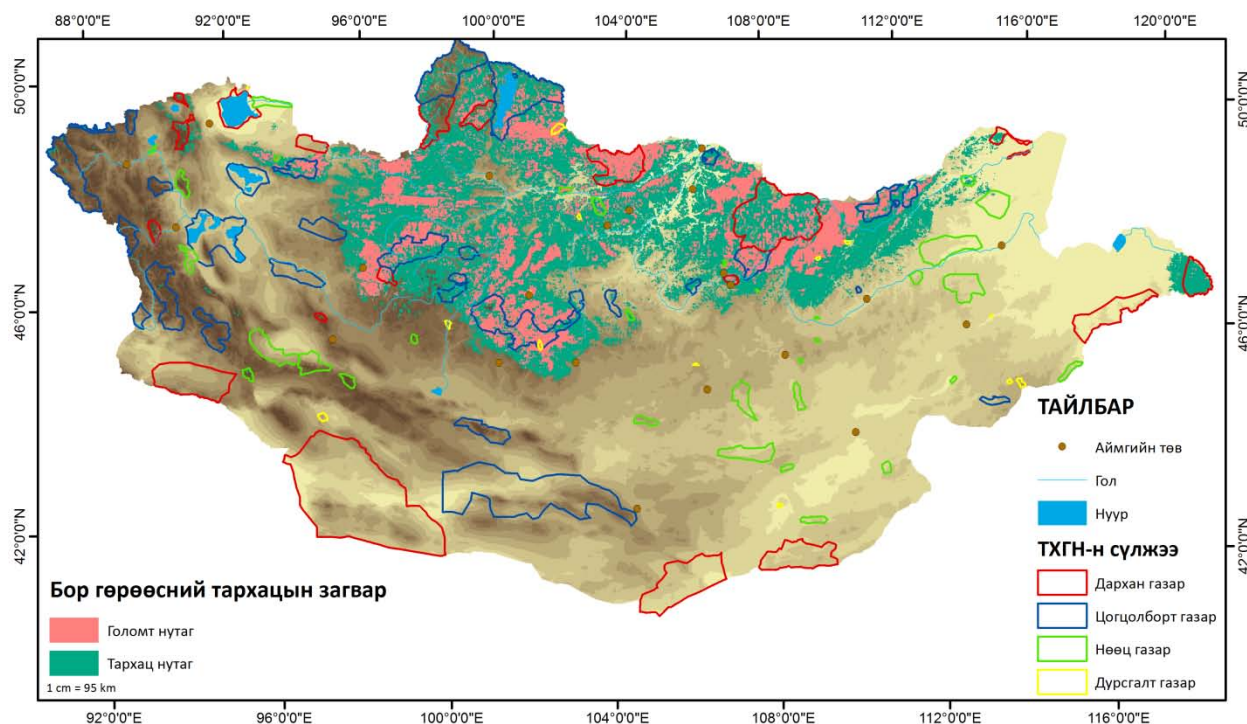 88°0'0"E 92°0'0"E 96°0'0"E 100°0'0"E 104°0'0"E 108°0'0"E 112°0'0"E 116°0'0"E 120°0'0"E
50°0'0"N 50°0'0"N
46°0'0"N 46°0'0"N
42°0'0"N 42°0'0"N
ТАЙЛБАР
Аймгийн төв
Гол
Нуур
ТХГН-н сүлжээ
Дархан газар
Цогцолборт газар
Нөөц газар
Дурсгалт газар
Бор гөрөөсний тархацын загвар
Голомт нутаг
Тархац нутаг
1 cm = 95 km
92°0'0"E 96°0'0"E 100°0'0"E 104°0'0"E 108°0'0"E 112°0'0"E 116°0'0"E